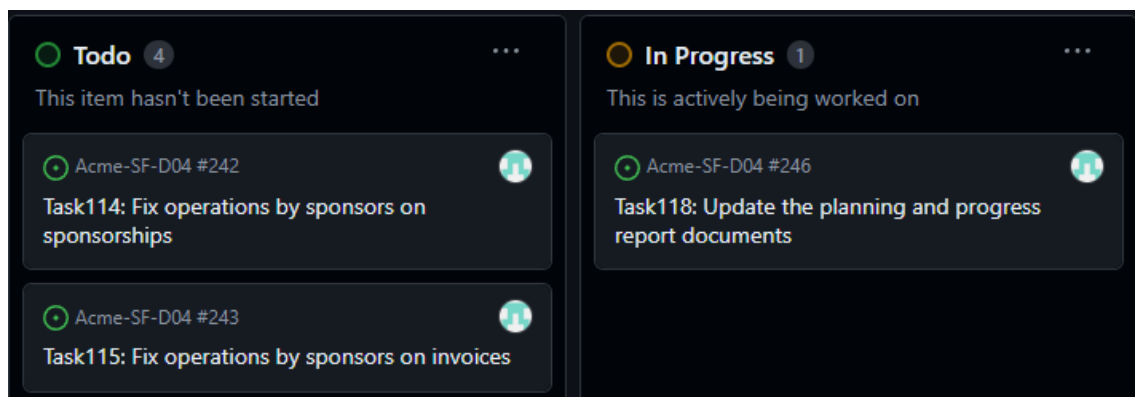 Todo 4 ...
This item hasn't been started
Acme-SF-D04 #242
Task114: Fix operations by sponsors on
sponsorships
Acme-SF-D04 #243
Task115: Fix operations by sponsors on invoices
In Progress 1 ...
This is actively being worked on
Acme-SF-D04 #246
Task118: Update the planning and progress
report documents